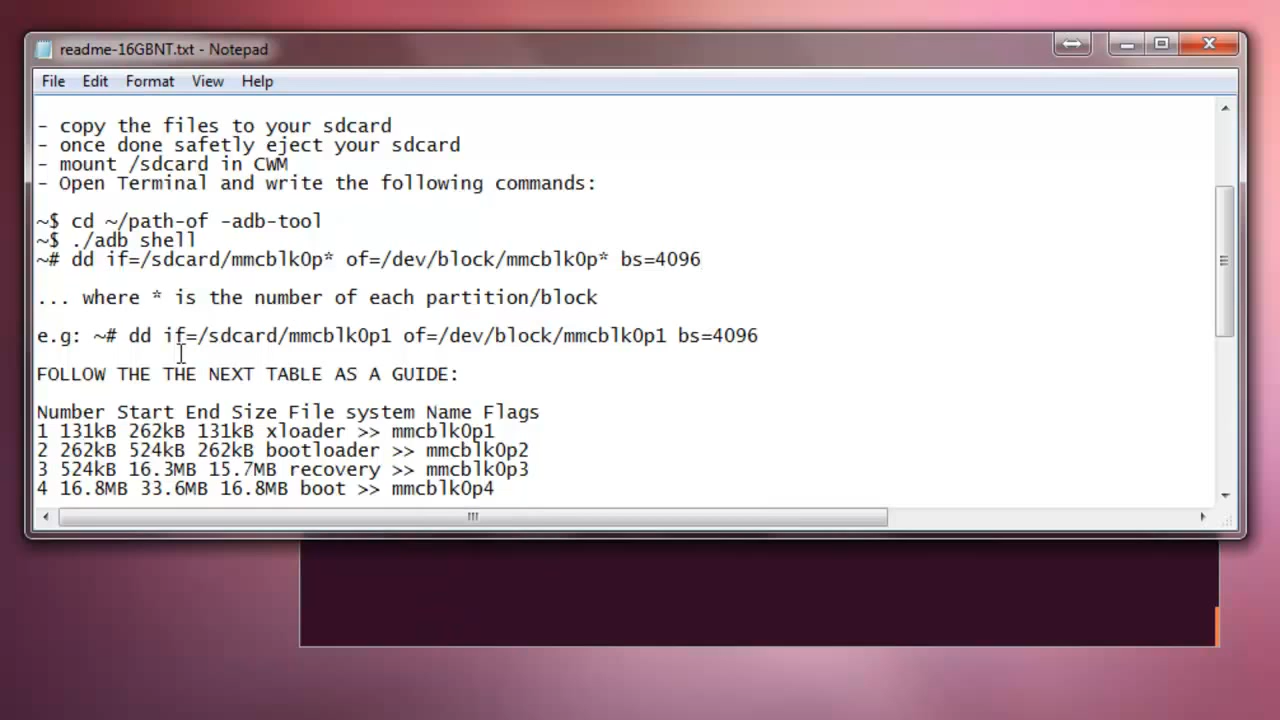 readme-16GBNT.txt - Notepad
File Edit Format View Help
- copy the files to your sdcard
- once done safetly eject your sdcard
- mount /sdcard in CWM
- Open Terminal and write the following commands:
~$ cd ~/path-of -adb-tool
~$ ./adb shell
~# dd if=/sdcard/mmcblk0p* of=/dev/block/mmcblk0p* bs=4096
... where * is the number of each partition/block
e.g: ~# dd if=/sdcard/mmcblk0p1 of=/dev/block/mmcblk0p1 bs=4096
FOLLOW THE THE NEXT TABLE AS A GUIDE:
Number Start End Size File system Name Flags
1 131kB 262kB 131kB xloader >> mmcblk0p1
2 262kB 524kB 262kB bootloader >> mmcblk0p2
3 524kB 16.3MB 15.7MB recovery >> mmcblk0p3
4 16.8MB 33.6MB 16.8MB boot >> mmcblk0p4